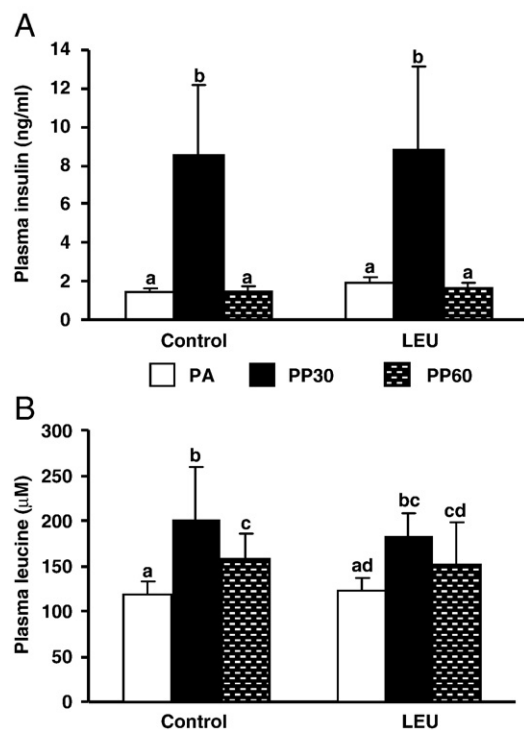 A
Plasma insulin (ng/ml)
14
12
10
8
6
4
2
0
a
b
a
a
b
a
Control
LEU
PA
PP30
PP60
B
Plasma leucine (µM)
300
250
200
150
100
50
0
a
b
c
ad
bc
cd
Control
LEU